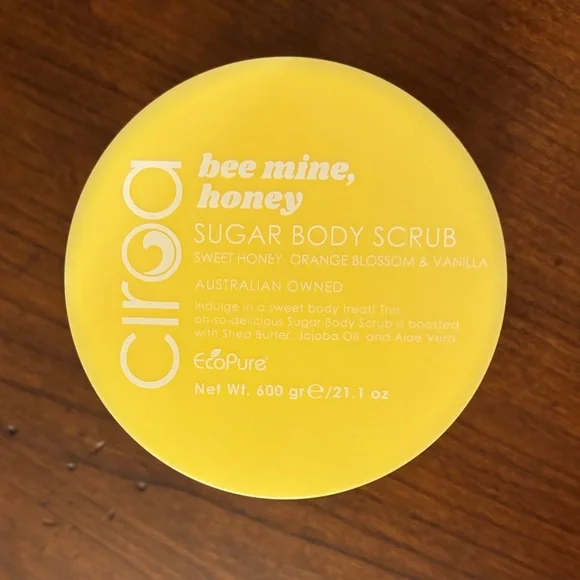 Ciroa
bee mine,
honey
SUGAR BODY SCRUB
SWEET HONEY ORANGE BLOSSOM & VANILLA
AUSTRALIAN OWNED
Indulge in a sweet body treat! This
oh-so-delicious Sugar Body Scrub is boosted
with Shea Butter, Jojoba Oil, and Aloe Vera
EcoPure®
Net Wt. 600 gr℮/21.1 oz